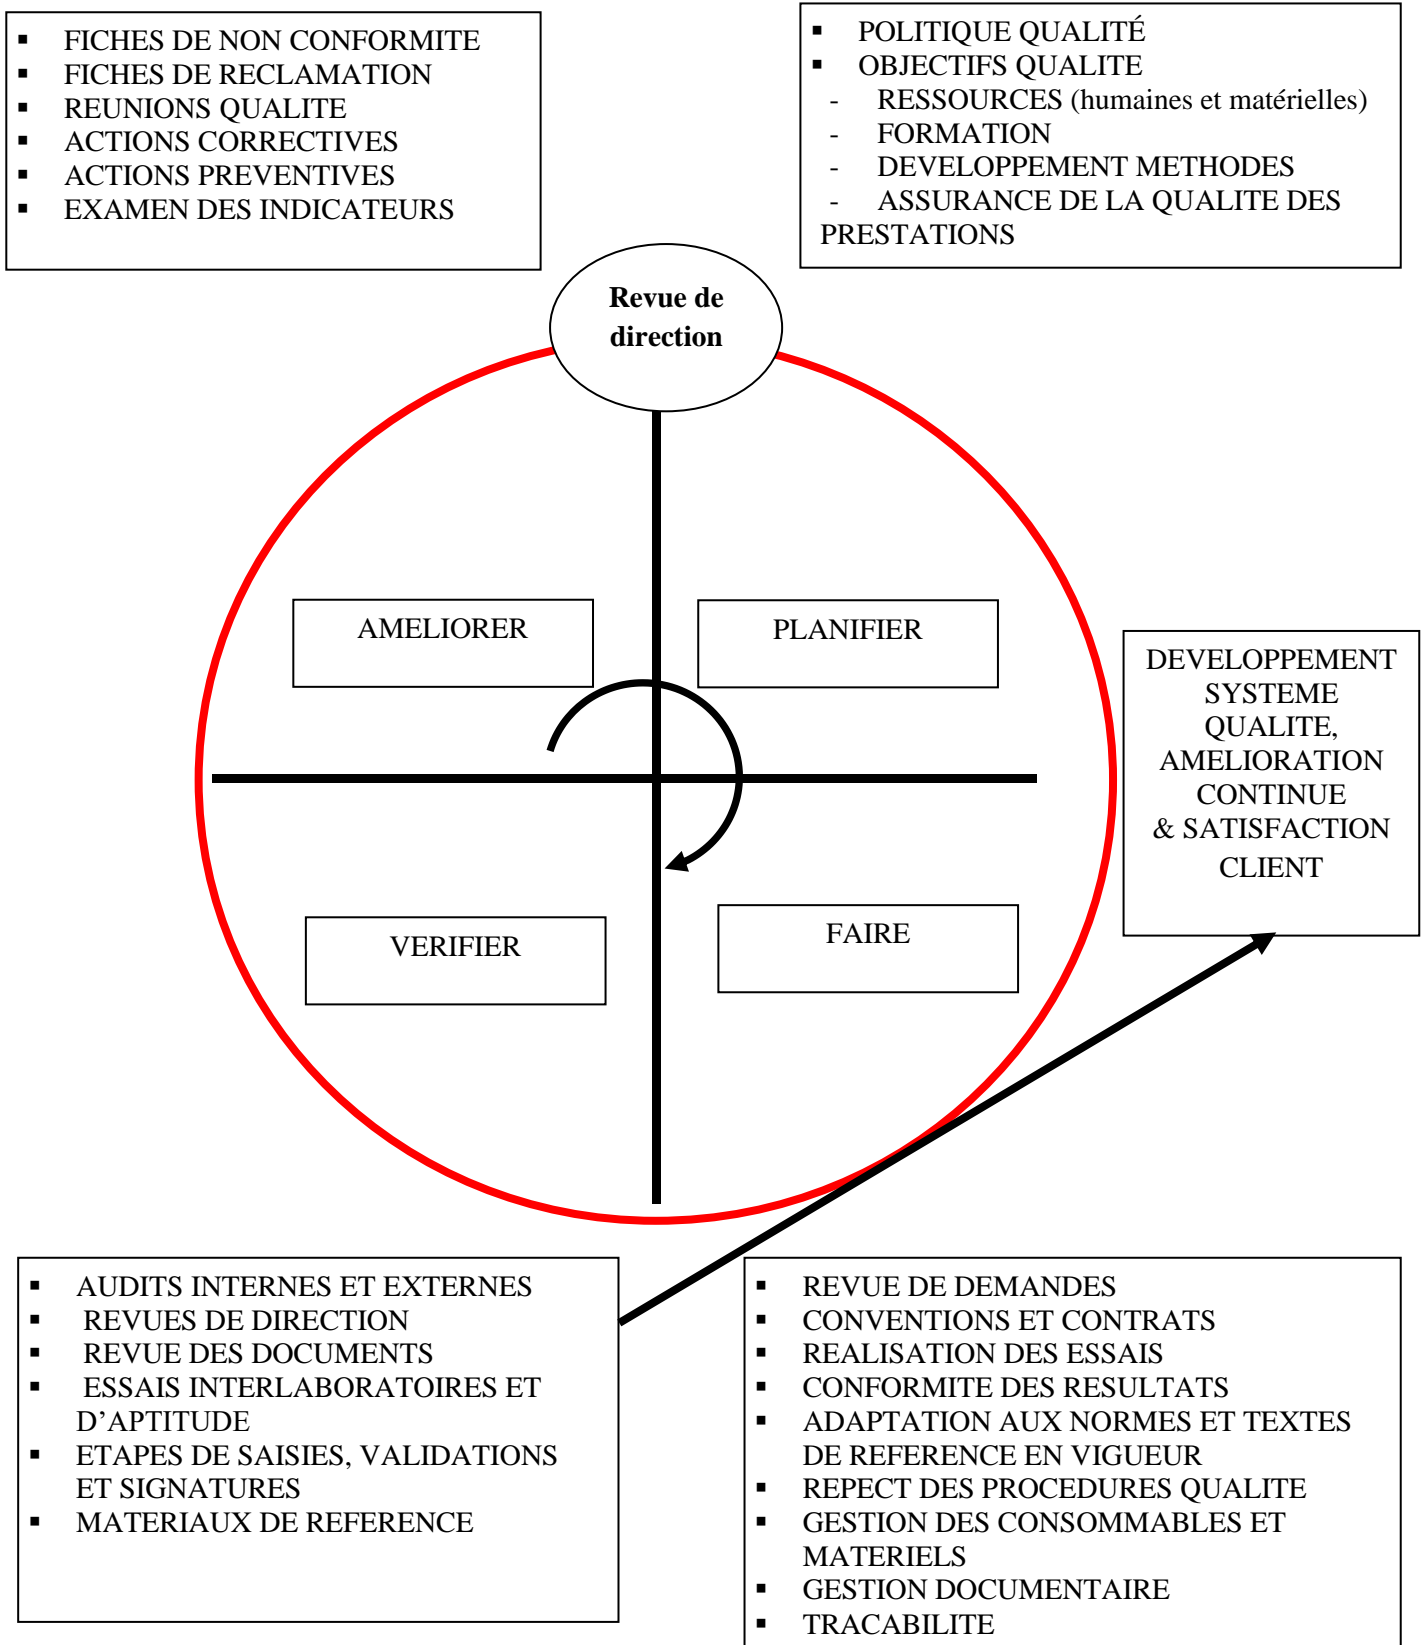 ▪ FICHES DE NON CONFORMITE
▪ FICHES DE RECLAMATION
▪ REUNIONS QUALITE
▪ ACTIONS CORRECTIVES
▪ ACTIONS PREVENTIVES
▪ EXAMEN DES INDICATEURS
▪ POLITIQUE QUALITÉ
▪ OBJECTIFS QUALITE
- RESSOURCES (humaines et matérielles)
- FORMATION
- DEVELOPPEMENT METHODES
- ASSURANCE DE LA QUALITE DES
PRESTATIONS
Revue de
direction
AMELIORER
PLANIFIER
DEVELOPPEMENT
SYSTEME
QUALITE,
AMELIORATION
CONTINUE
& SATISFACTION
CLIENT
VERIFIER
FAIRE
▪ AUDITS INTERNES ET EXTERNES
▪ REVUES DE DIRECTION
▪ REVUE DES DOCUMENTS
▪ ESSAIS INTERLABORATOIRES ET
D’APTITUDE
▪ ETAPES DE SAISIES, VALIDATIONS
ET SIGNATURES
▪ MATERIAUX DE REFERENCE
▪ REVUE DE DEMANDES
▪ CONVENTIONS ET CONTRATS
▪ REALISATION DES ESSAIS
▪ CONFORMITE DES RESULTATS
▪ ADAPTATION AUX NORMES ET TEXTES
DE REFERENCE EN VIGUEUR
▪ REPECT DES PROCEDURES QUALITE
▪ GESTION DES CONSOMMABLES ET
MATERIELS
▪ GESTION DOCUMENTAIRE
▪ TRACABILITE